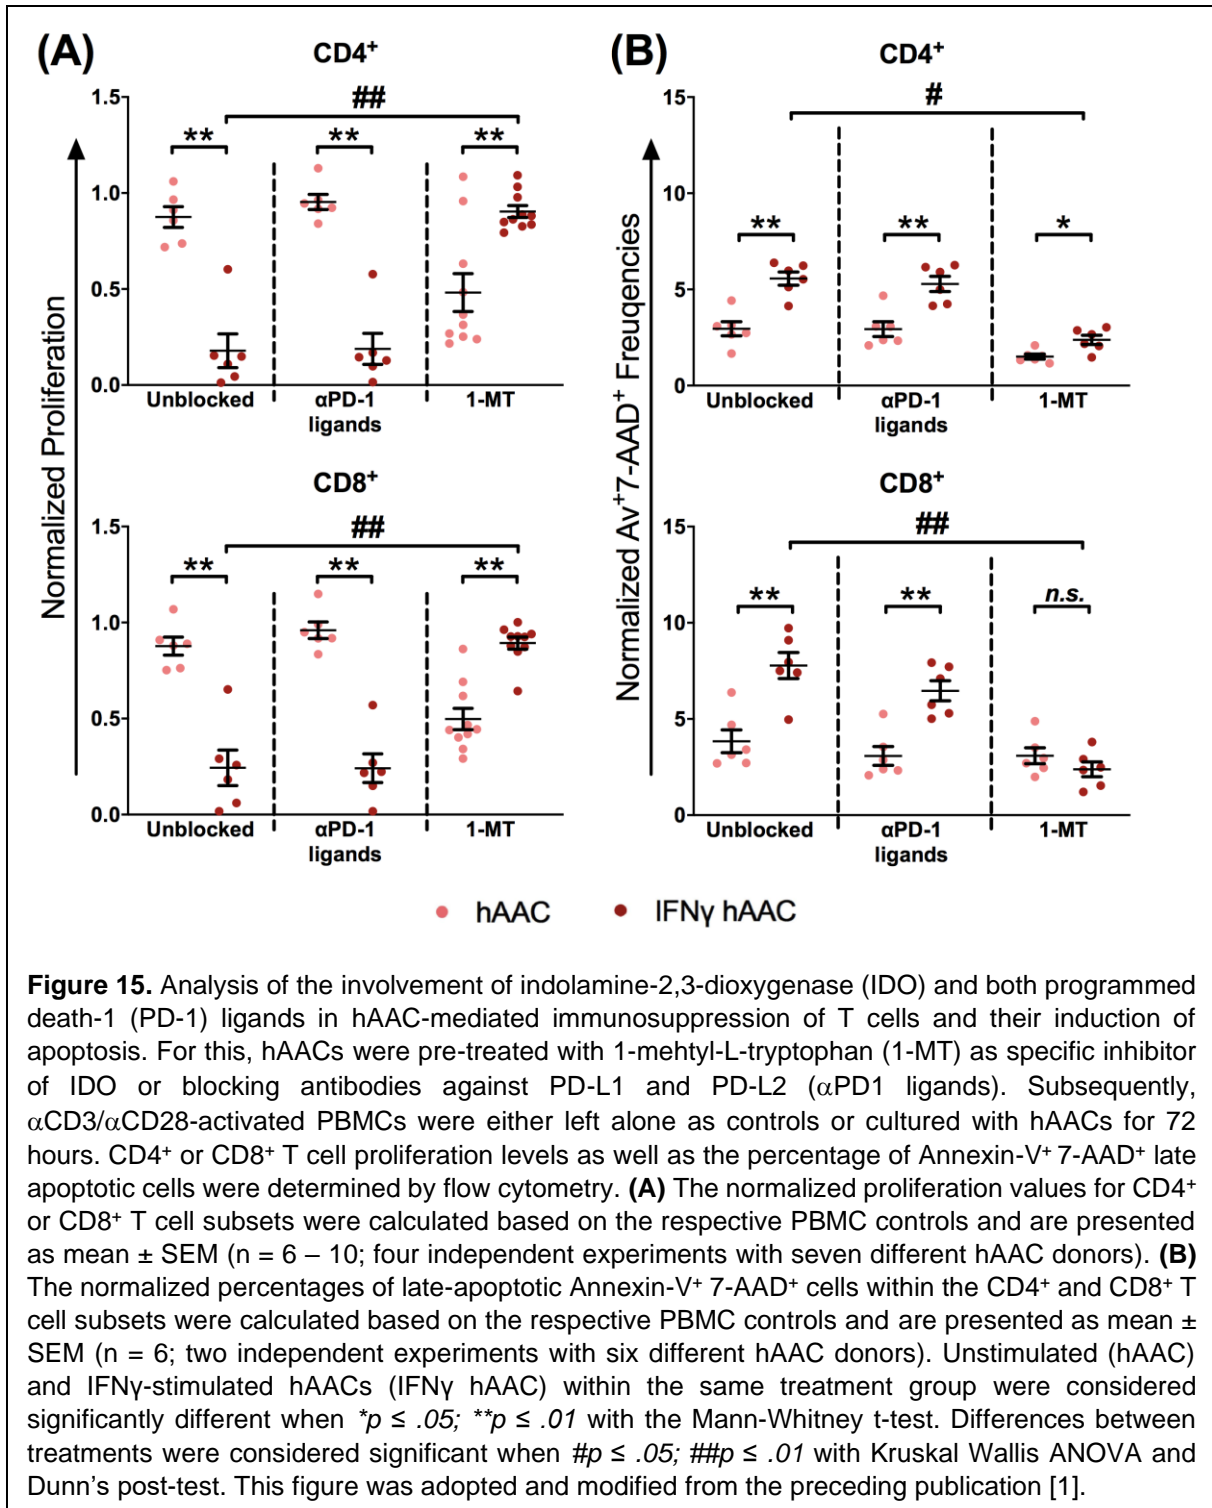 (A)
CD4+
##
**
**
**
1.5
1.0
0.5
0.0
Unblocked
αPD-1
ligands
1-MT
CD8+
##
**
**
**
1.5
1.0
0.5
0.0
Unblocked
αPD-1
ligands
1-MT
Normalized Proliferation
(B)
CD4+
#
**
**
*
15
10
5
0
Unblocked
αPD-1
ligands
1-MT
CD8+
##
**
**
n.s.
15
10
5
0
Unblocked
αPD-1
ligands
1-MT
Normalized Av+7-AAD+ Freuqencies
hAAC
IFNγ hAAC
Figure 15. Analysis of the involvement of indolamine-2,3-dioxygenase (IDO) and both programmed
death-1 (PD-1) ligands in hAAC-mediated immunosuppression of T cells and their induction of
apoptosis. For this, hAACs were pre-treated with 1-mehtyl-L-tryptophan (1-MT) as specific inhibitor
of IDO or blocking antibodies against PD-L1 and PD-L2 (αPD1 ligands). Subsequently,
αCD3/αCD28-activated PBMCs were either left alone as controls or cultured with hAACs for 72
hours. CD4+ or CD8+ T cell proliferation levels as well as the percentage of Annexin-V+ 7-AAD+ late
apoptotic cells were determined by flow cytometry. (A) The normalized proliferation values for CD4+
or CD8+ T cell subsets were calculated based on the respective PBMC controls and are presented
as mean ± SEM (n = 6 – 10; four independent experiments with seven different hAAC donors). (B)
The normalized percentages of late-apoptotic Annexin-V+ 7-AAD+ cells within the CD4+ and CD8+ T
cell subsets were calculated based on the respective PBMC controls and are presented as mean ±
SEM (n = 6; two independent experiments with six different hAAC donors). Unstimulated (hAAC)
and IFNγ-stimulated hAACs (IFNγ hAAC) within the same treatment group were considered
significantly different when *p ≤ .05; **p ≤ .01 with the Mann-Whitney t-test. Differences between
treatments were considered significant when #p ≤ .05; ##p ≤ .01 with Kruskal Wallis ANOVA and
Dunn's post-test. This figure was adopted and modified from the preceding publication [1].